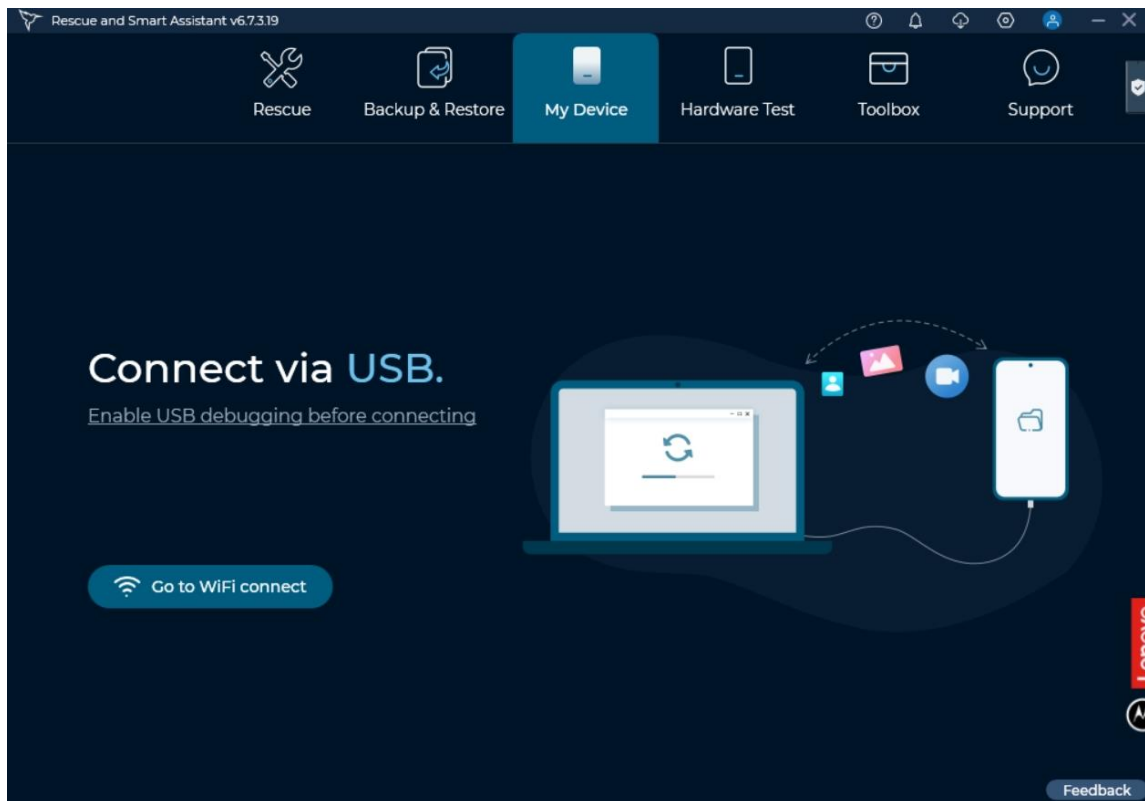 Rescue and Smart Assistant v6.7.3.19
Rescue
Backup & Restore
My Device
Hardware Test
Toolbox
Support
Connect via USB.
Enable USB debugging before connecting
Go to WiFi connect
Lenovo
Feedback